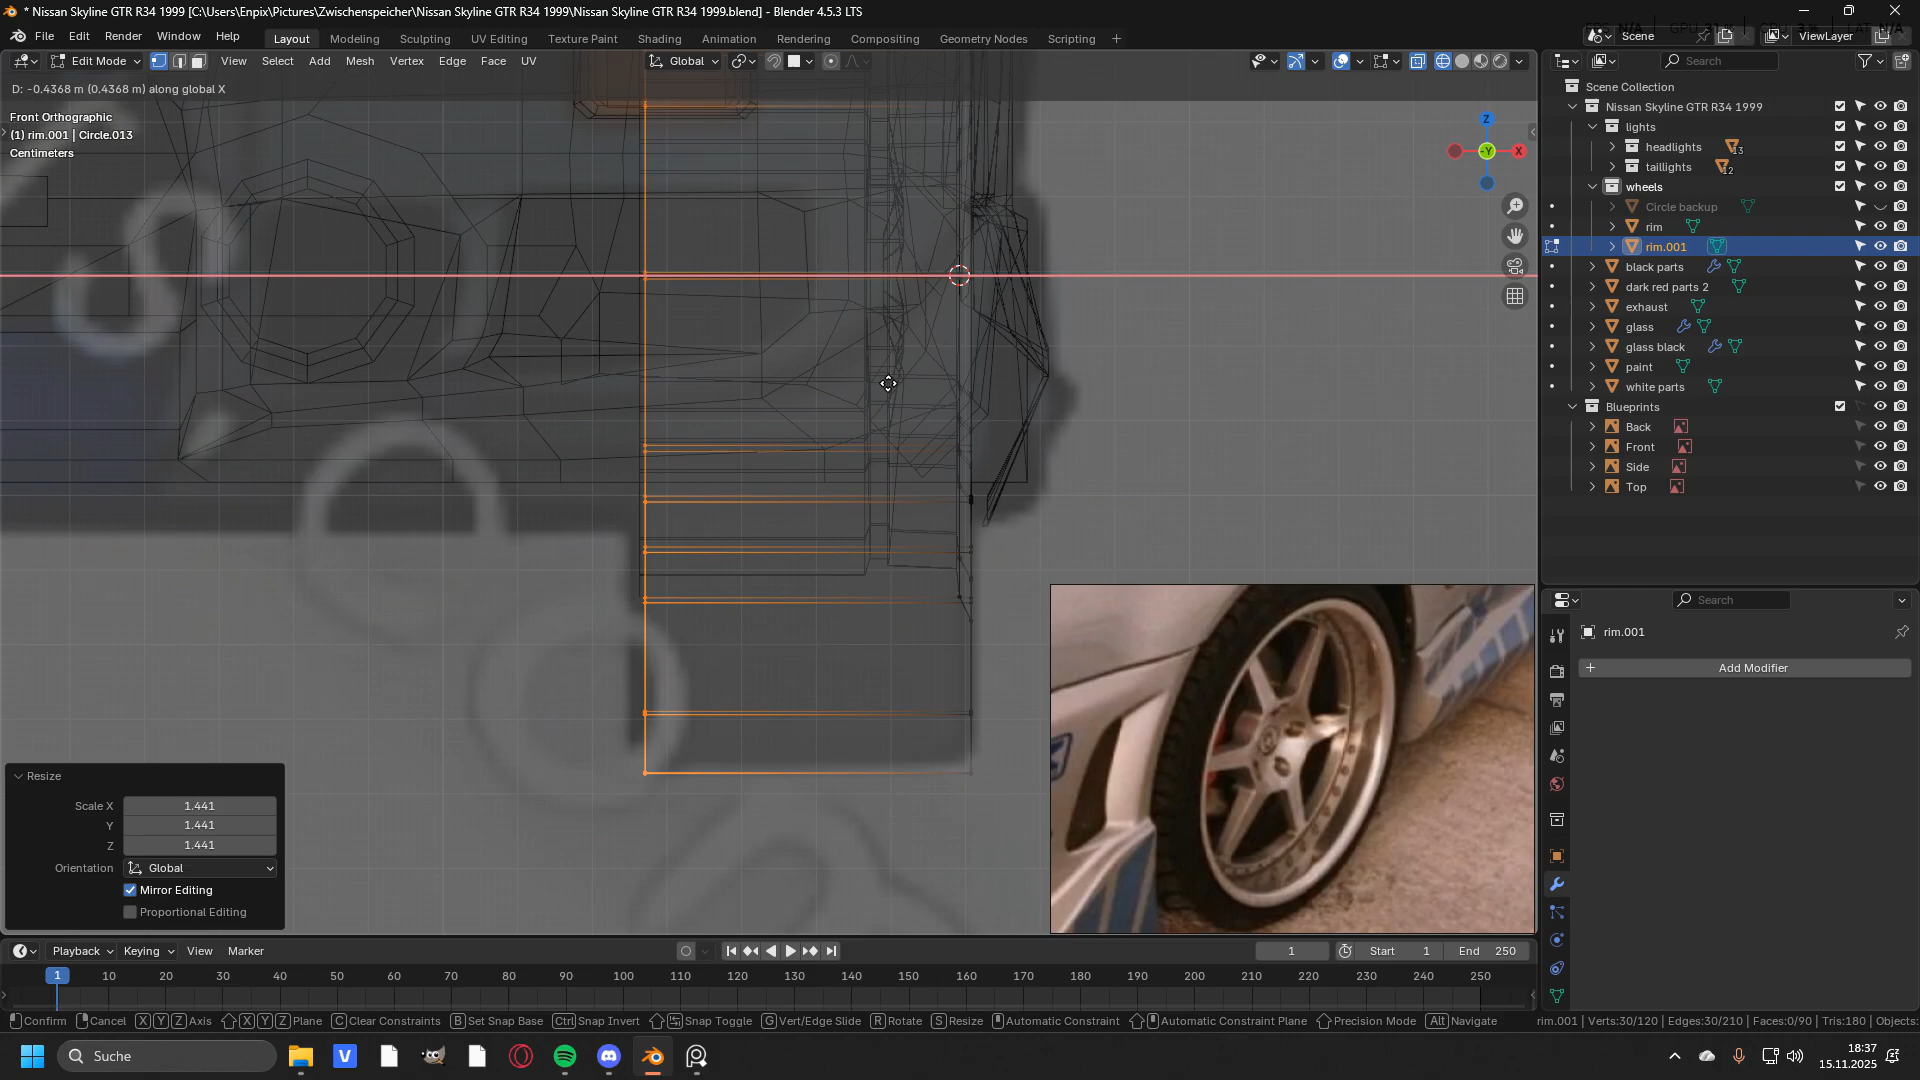 * Nissan Skyline GTR R34 1999 [C:\Users\Enpix\Pictures\Zwischenspeicher\Nissan Skyline GTR R34 1999\Nissan Skyline GTR R34 1999.blend] - Blender 4.5.3 LTS
File Edit Render Window Help Layout Modeling Sculpting UV Editing Texture Paint Shading Animation Rendering Compositing Geometry Nodes Scripting + Scene ViewLayer
Edit Mode View Select Add Mesh Vertex Edge Face UV Global Search
D: -0.4368 m (0.4368 m) along global X
Front Orthographic
(1) rim.001 | Circle.013
Centimeters
Z
-Y
X
Scene Collection
Nissan Skyline GTR R34 1999
lights
headlights 13
taillights 12
wheels
Circle backup
rim
rim.001
black parts
dark red parts 2
exhaust
glass
glass black
paint
white parts
Blueprints
Back
Front
Side
Top
Search
rim.001
+ Add Modifier
Resize
Scale X 1.441
Y 1.441
Z 1.441
Orientation Global
Mirror Editing
Proportional Editing
Playback Keying View Marker 1 Start 1 End 250
1 10 20 30 40 50 60 70 80 90 100 110 120 130 140 150 160 170 180 190 200 210 220 230 240 250
Confirm Cancel X Y Z Axis X Y Z Plane C Clear Constraints B Set Snap Base Ctrl Snap Invert Snap Toggle G Vert/Edge Slide R Rotate S Resize Automatic Constraint Automatic Constraint Plane Precision Mode Alt Navigate rim.001 | Verts:30/120 | Edges:30/210 | Faces:0/90 | Tris:180 | Objects:
Suche
18:37
15.11.2025